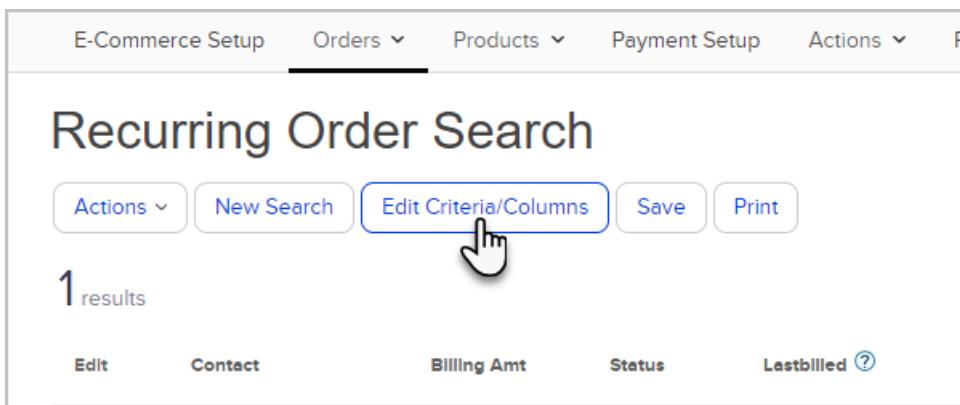 E-Commerce Setup Orders Products Payment Setup Actions
Recurring Order Search
Actions New Search Edit Criteria/Columns Save Print
1 results
Edit Contact Billing Amt Status Lastbilled ?